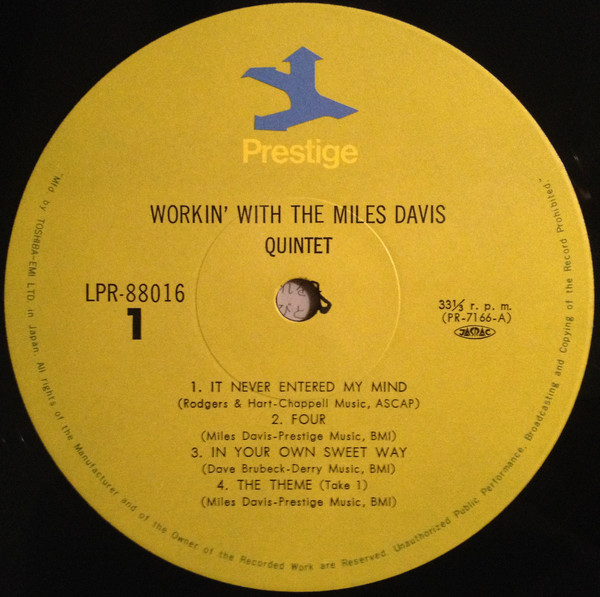 Prestige
WORKIN' WITH THE MILES DAVIS
QUINTET
LPR-88016
1
33⅓ r. p. m.
(PR-7166-A)
JASRAC
1. IT NEVER ENTERED MY MIND
(Rodgers & Hart-Chappell Music, ASCAP)
2. FOUR
(Miles Davis-Prestige Music, BMI)
3. IN YOUR OWN SWEET WAY
(Dave Brubeck-Derry Music, BMI)
4. THE THEME (Take 1)
(Miles Davis-Prestige Music, BMI)
"Mfd. by TOSHIBA-EMI LTD. in Japan. All rights of the Manufacturer and of the Owner of the Recorded Work are Reserved. Unauthorized Public Performance, Broadcasting and Copying of the Record Prohibited."